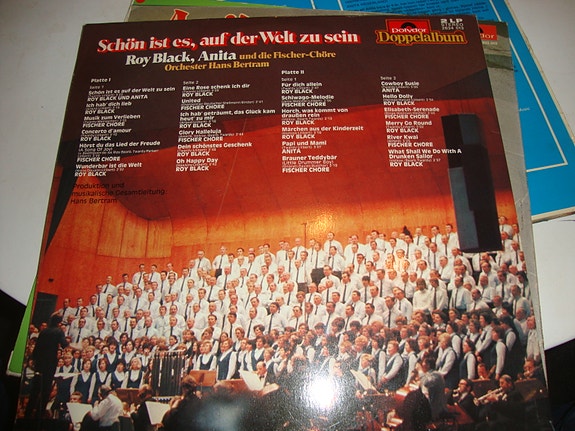 Schön ist es, auf der Welt zu sein
Roy Black, Anita und die Fischer-Chöre
Orchester Hans Bertram
Polydor
2 LP
STEREO
Doppelalbum
Platte I
Seite 1
Schön ist es auf der Welt zu sein
ROY BLACK UND ANITA
Ich hab' dich lieb
ROY BLACK
Musik zum Verlieben
FISCHER CHÖRE
Concerto d'amour
ROY BLACK
Hörst du das Lied der Freude
FISCHER CHÖRE
Wunderbar ist die Welt
ROY BLACK
Seite 2
Eine Rose schenk ich dir
ROY BLACK
United
FISCHER CHÖRE
Ich hab' geträumt, das Glück kam
heut' zu mir
ROY BLACK
Glory Halleluja
FISCHER CHÖRE
Dein schönstes Geschenk
ROY BLACK
Oh Happy Day
ROY BLACK
Platte II
Seite 1
Für dich allein
ROY BLACK
Schiwago-Melodie
FISCHER CHÖRE
Horch, was kommt von
draußen rein
ROY BLACK
Märchen aus der Kinderzeit
ROY BLACK
Papi und Mami
ANITA
Brauner Teddybär
(Little Drummer Boy)
FISCHER CHÖRE
Seite 2
Cowboy Susie
ANITA
Hello Dolly
FISCHER CHÖRE
Elisabeth-Serenade
FISCHER CHÖRE
Merry Go Round
ROY BLACK
River Kwai
FISCHER CHÖRE
What Shall We Do With A
Drunken Sailor
ROY BLACK
Produktion und
musikalische Gesamtleitung:
Hans Bertram